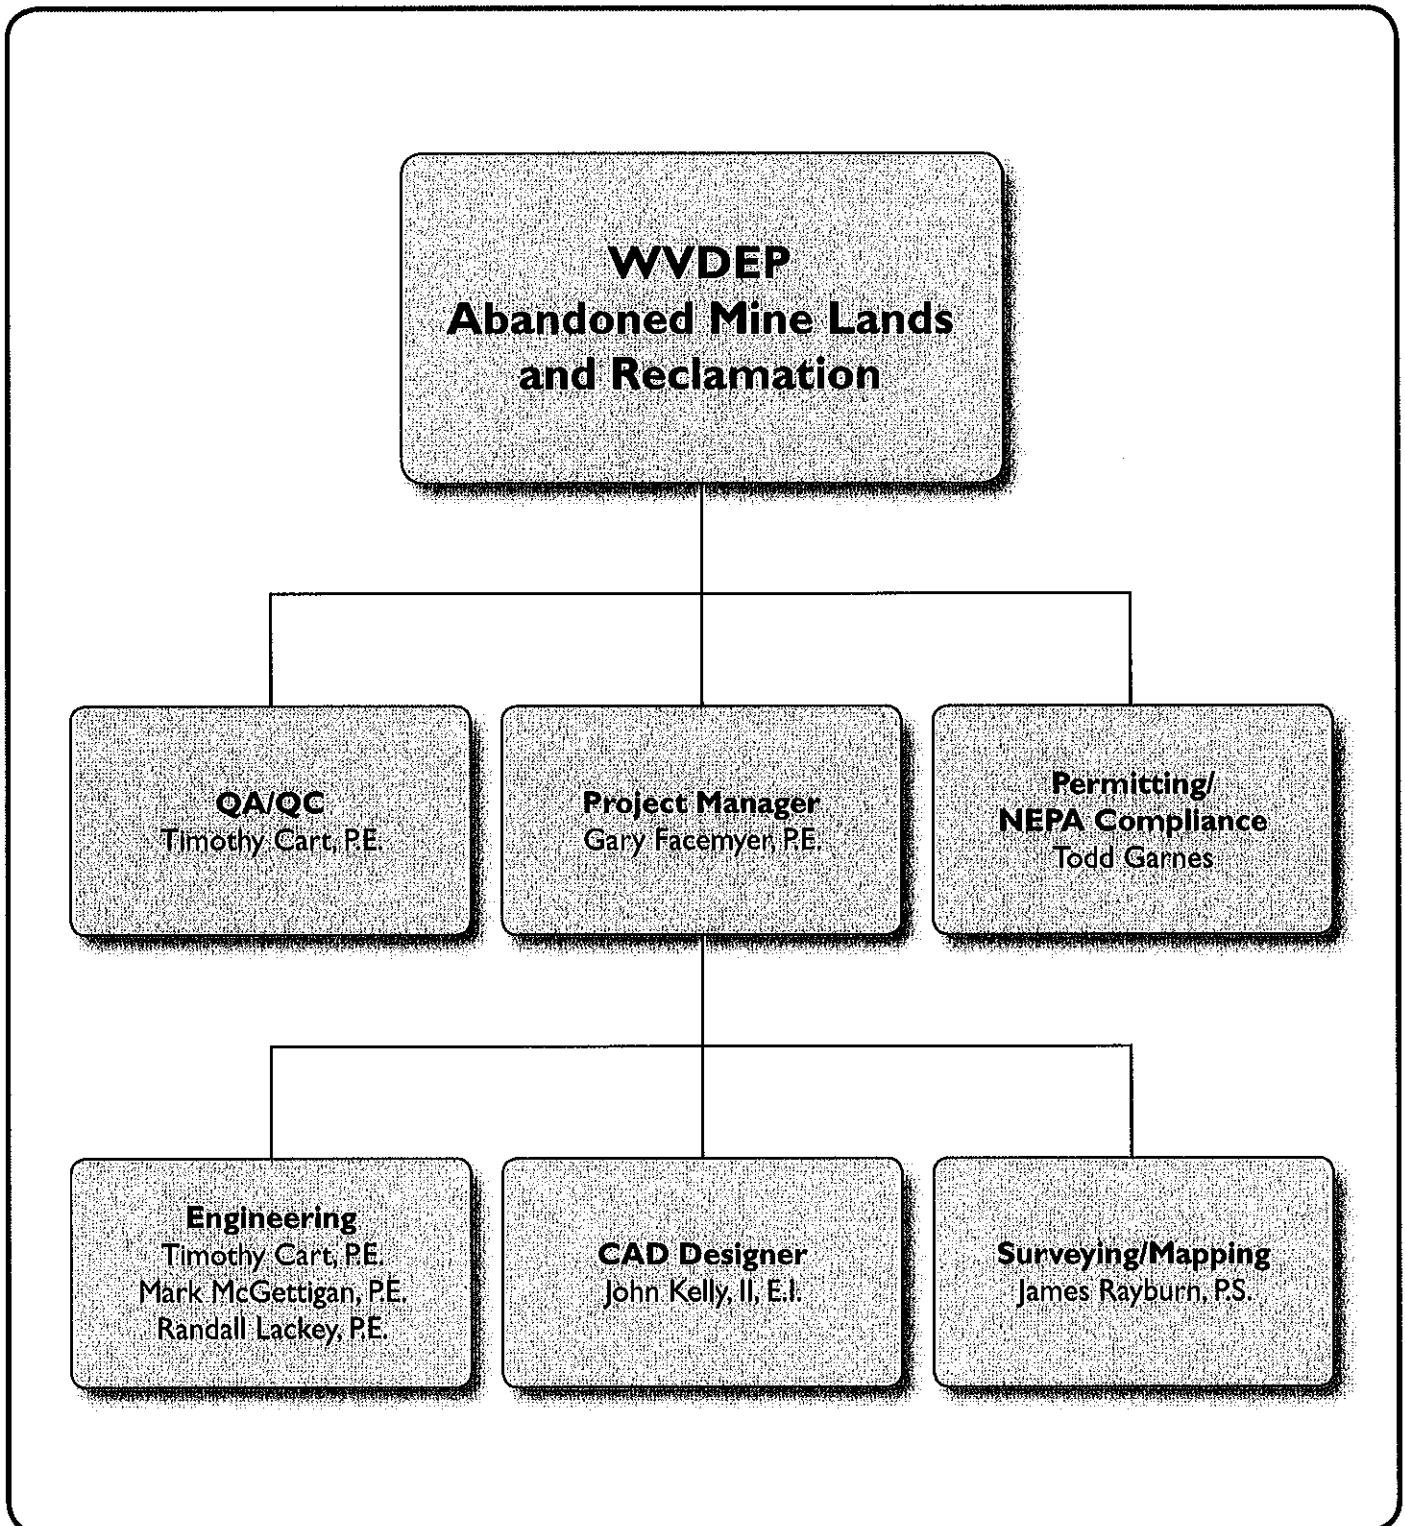 WVDEP
Abandoned Mine Lands
and Reclamation
QA/QC
Timothy Cart, P.E.
Project Manager
Gary Facemyer, P.E.
Permitting/
NEPA Compliance
Todd Garnes
Engineering
Timothy Cart, P.E.
Mark McGettigan, P.E.
Randall Lackey, P.E.
CAD Designer
John Kelly, II, E.I.
Surveying/Mapping
James Rayburn, P.S.